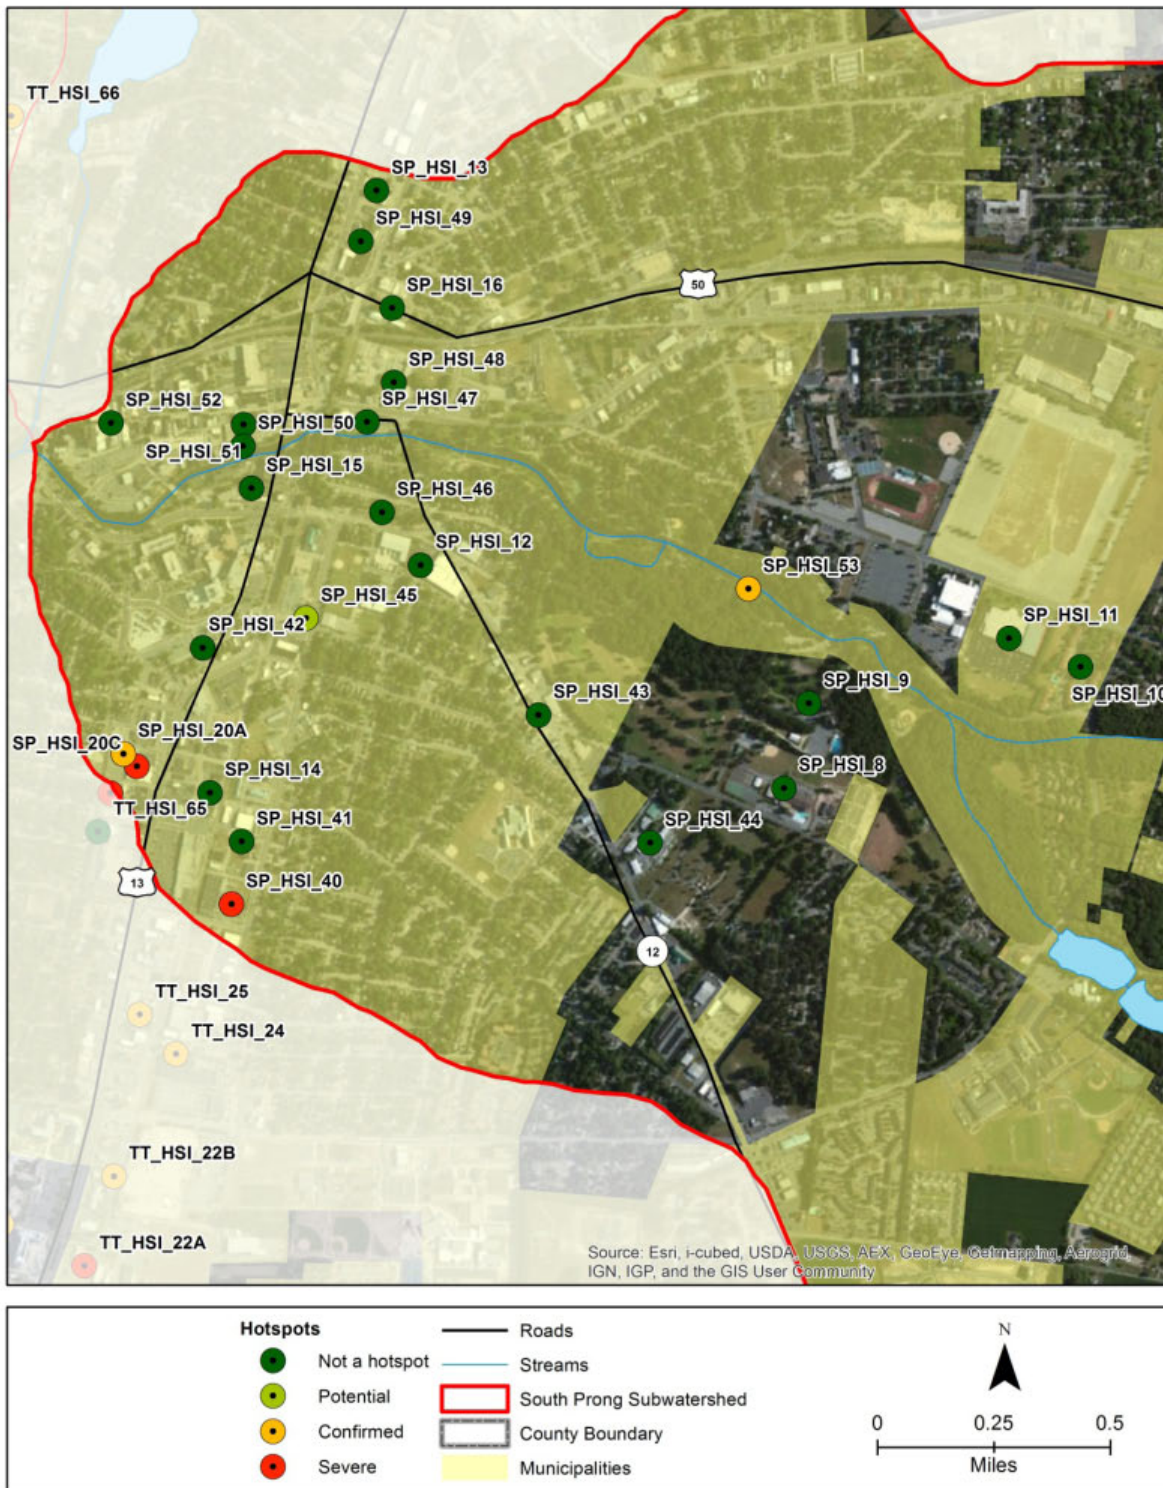 TT_HSI_66
SP_HSI_13
SP_HSI_49
SP_HSI_16
50
SP_HSI_48
SP_HSI_47
SP_HSI_52
SP_HSI_50
SP_HSI_51
SP_HSI_15
SP_HSI_46
SP_HSI_12
SP_HSI_53
SP_HSI_45
SP_HSI_42
SP_HSI_11
SP_HSI_10
SP_HSI_9
SP_HSI_43
SP_HSI_20A
SP_HSI_20C
SP_HSI_14
SP_HSI_8
TT_HSI_65
SP_HSI_41
SP_HSI_44
13
SP_HSI_40
12
TT_HSI_25
TT_HSI_24
TT_HSI_22B
TT_HSI_22A
Source: Esri, i-cubed, USDA, USGS, AEX, GeoEye, Getmapping, Aerogrid,
IGN, IGP, and the GIS User Community
Hotspots
Not a hotspot
Potential
Confirmed
Severe
Roads
Streams
South Prong Subwatershed
County Boundary
Municipalities
N
0 0.25 0.5
Miles